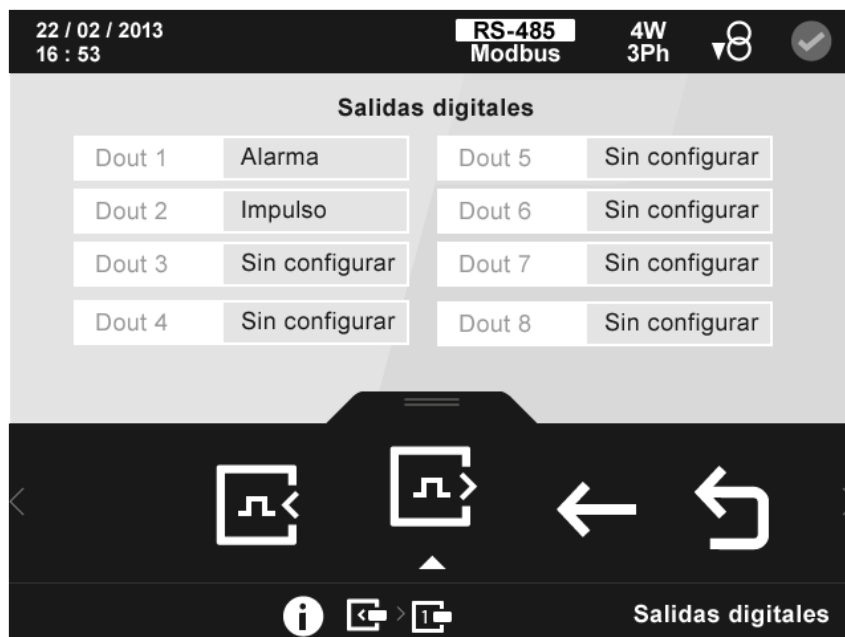 22 / 02 / 2013
16 : 53
RS-485
Modbus
4W
3Ph
Salidas digitales
Dout 1 Alarma
Dout 2 Impulso
Dout 3 Sin configurar
Dout 4 Sin configurar
Dout 5 Sin configurar
Dout 6 Sin configurar
Dout 7 Sin configurar
Dout 8 Sin configurar
i
1
Salidas digitales